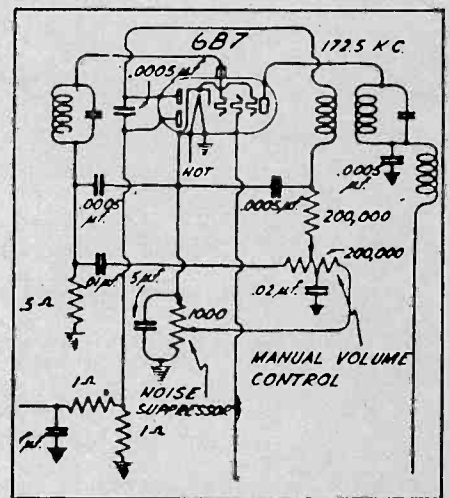 6B7
172.5 K.C.
.0005 μf.
HOT
.0005 μf.
.0005 μf.
.0005 μf.
200,000
.01 μf.
200,000
.5 Ω
5 μf.
1000
.02 μf.
MANUAL VOLUME
CONTROL
NOISE
SUPPRESSOR
1 Ω
1 Ω
μf.